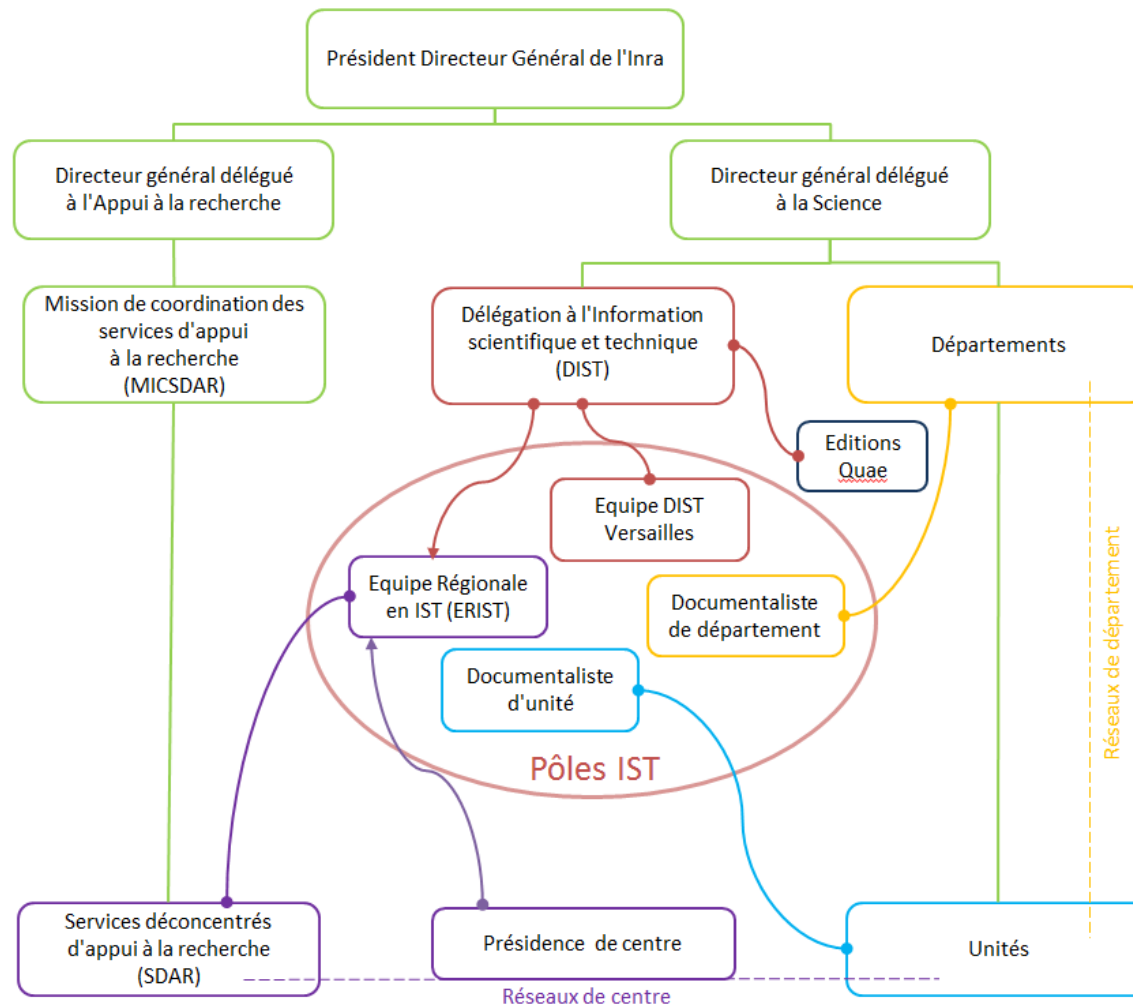 Président Directeur Général de l'Inra
Directeur général délégué
à l'Appui à la recherche
Directeur général délégué
à la Science
Mission de coordination des
services d'appui
à la recherche
(MICSDAR)
Délégation à l'Information
scientifique et technique
(DIST)
Départements
Editions
Quae
Equipe DIST
Versailles
Equipe Régionale
en IST (ERIST)
Documentaliste
de département
Documentaliste
d'unité
Pôles IST
Réseaux de département
Services déconcentrés
d'appui à la recherche
(SDAR)
Présidence de centre
Unités
Réseaux de centre